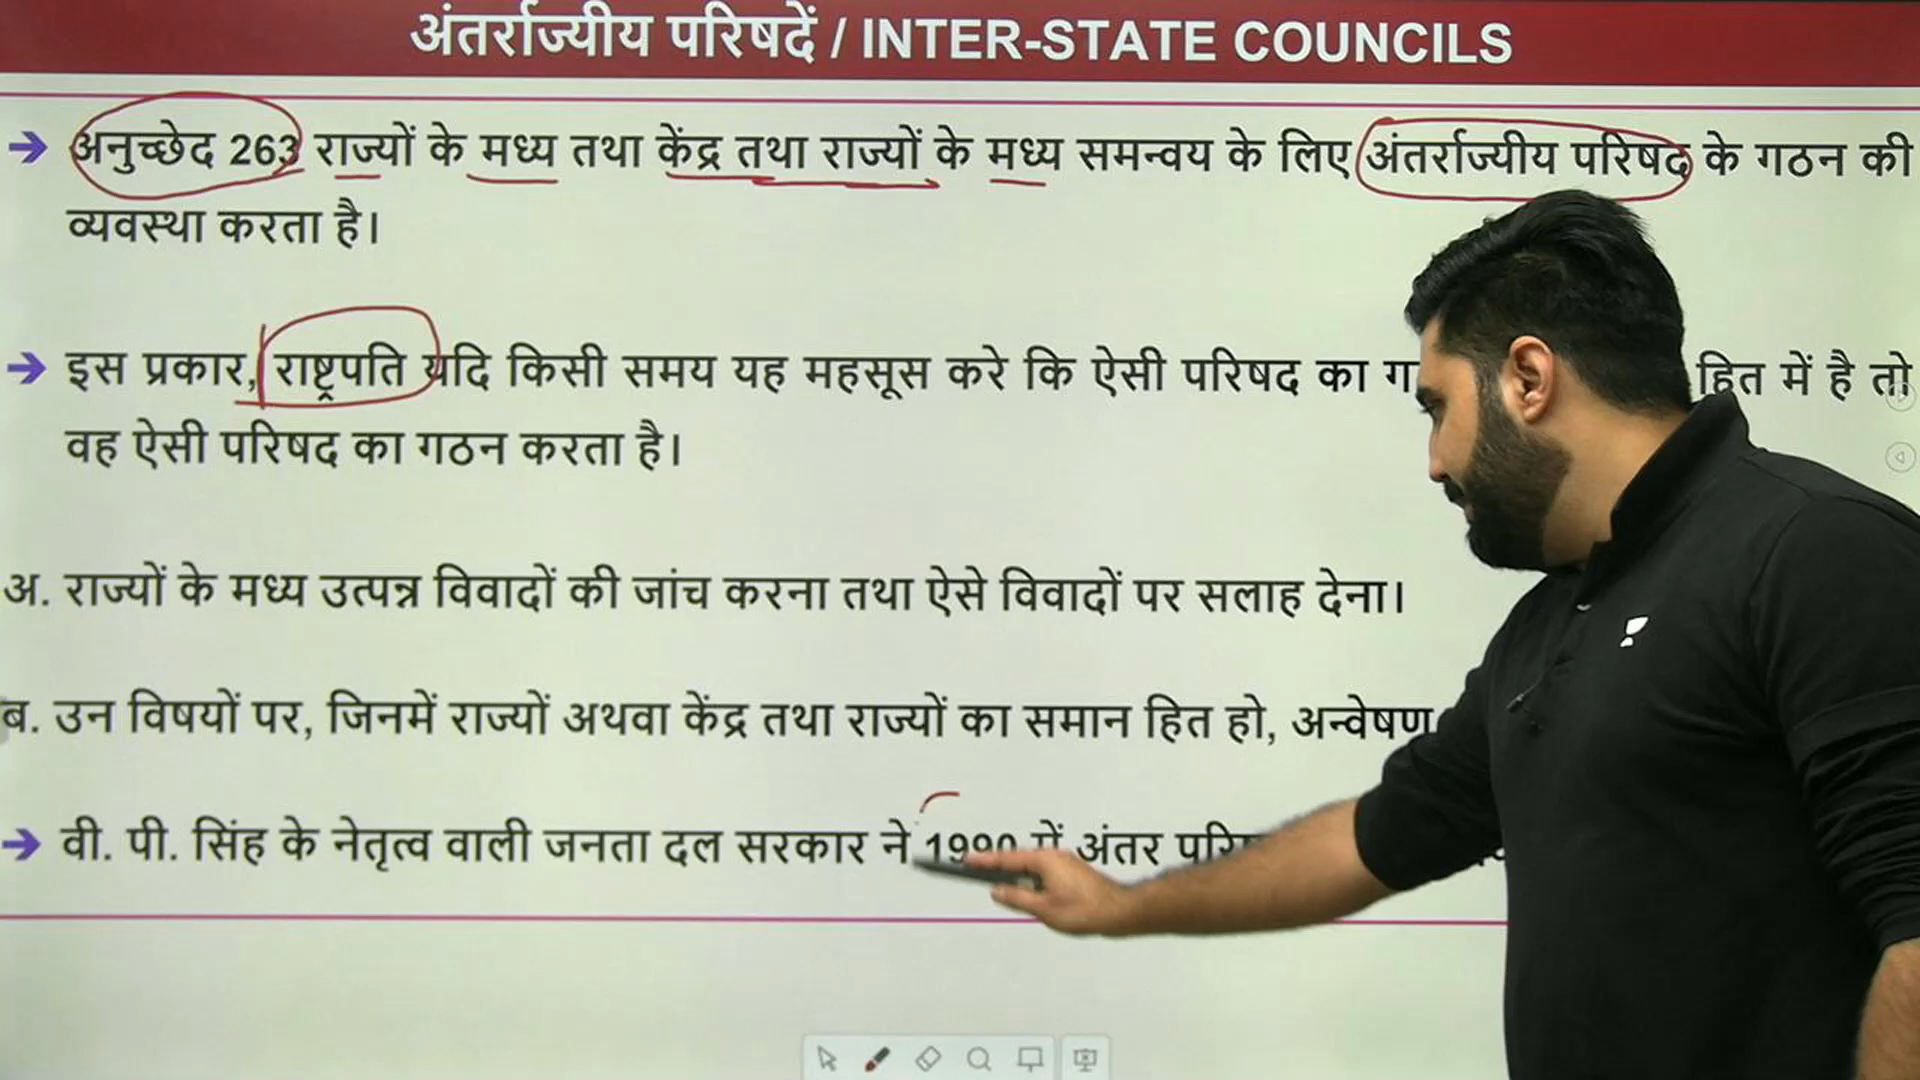 अंतर्राज्यीय परिषदें / INTER-STATE COUNCILS
अनुच्छेद 263 राज्यों के मध्य तथा केंद्र तथा राज्यों के मध्य समन्वय के लिए अंतर्राज्यीय परिषद के गठन की
व्यवस्था करता है।
इस प्रकार, राष्ट्रपति यदि किसी समय यह महसूस करे कि ऐसी परिषद का हित में है तो
वह ऐसी परिषद का गठन करता है।
अ. राज्यों के मध्य उत्पन्न विवादों की जांच करना तथा ऐसे विवादों पर सलाह देना।
ब. उन विषयों पर, जिनमें राज्यों अथवा केंद्र तथा राज्यों का समान हित हो, अन्वेषण
वी. पी. सिंह के नेतृत्व वाली जनता दल सरकार ने 1990 में अंतर